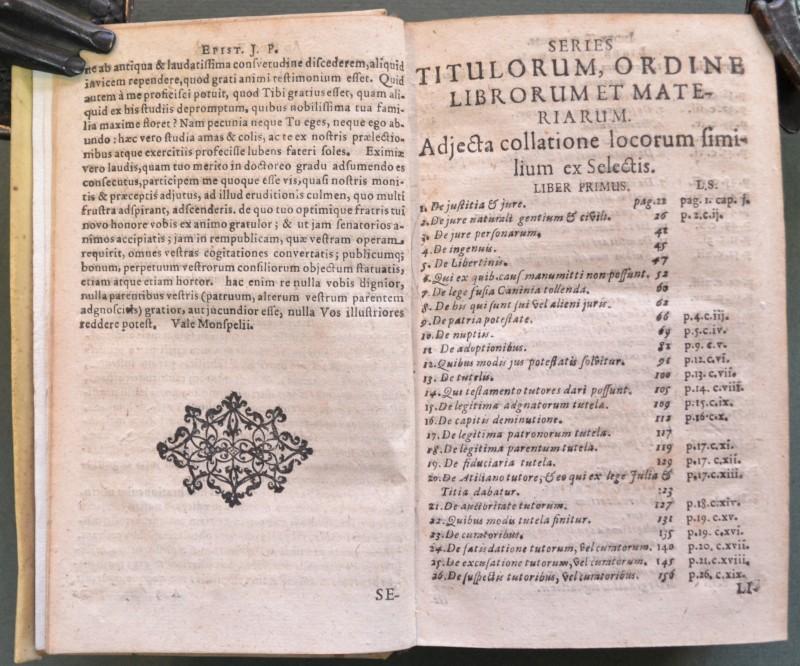 EPIST. J. P.
ne ab antiqua & laudatissima consvetudine discederem, aliquid
invicem rependere, quod grati animi testimonium esset. Quid
autem à me proficisci potuit, quod Tibi gratius esset, quam ali-
quid ex his studiis depromptum, quibus nobilissima tua fami-
lia maxime floret? Nam pecunia neque Tu eges, neque ego ab-
undo: hæc vero studia amas & colis, ac te ex nostris prælectio-
nibus atque exercitiis profecisse lubens fateri soles. Eximiæ
vero laudis, quam tuo merito in doctoreo gradu adsumendo es
consecutus, participem me quoque esse vis, quasi nostris moni-
tis & præceptis adjutus, ad illud eruditionis culmen, quo multi
frustra adspirant, adscenderis. de quo tuo optimique fratris tui
novo honore vobis ex animo gratulor; & ut jam senatorios a-
nimos accipiatis; jam in rempublicam, quæ vestram operam
requirit, omnes vestras cogitationes convertatis; publicumq;
bonum, perpetuum vestrorum consiliorum objectum statuatis,
etiam atque etiam hortor. hac enim re nulla vobis dignior,
nulla parentibus vestris (patruum, alterum vestrum parentem
adgnoscitis) gratior, aut jucundior esse, nulla Vos illustriores
reddere potest. Vale Monspelii.
SE-
SERIES
TITULORUM, ORDINE
LIBRORUM ET MATE-
RIARUM.
Adjecta collatione locorum simi-
lium ex Selectis.
LIBER PRIMUS. L.S.
1. De justitia & jure. pag. 22 pag. 1. cap. j.
2. De jure naturali gentium & civili. 26 p. 2. c. ij.
3. De jure personarum. 42
4. De ingenuis. 45
5. De Libertinis. 47
6. Qui ex quib. caus. manumitti non possunt. 52
7. De lege fusia Caninia tollenda. 60
8. De his qui sunt sui vel alieni juris. 62
9. De patria potestate. 66 p. 4. c. iij.
10. De nuptiis. 69 p. 5. c. iv.
11. De adoptionibus. 82 p. 9. c. v.
12. Quibus modis jus potestatis solvitur. 91 p. 12. c. vi.
13. De tutelis. 100 p. 13. c. vii.
14. Qui testamento tutores dari possunt. 105 p. 14. c. viii.
15. De legitima adgnatorum tutela. 109 p. 15. c. ix.
16. De capitis deminutione. 112 p. 16. c. x.
17. De legitima patronorum tutela. 117
18. De legitima parentum tutela. 119 p. 17. c. xi.
19. De fiduciaria tutela. 129 p. 17. c. xii.
20. De Atiliano tutore, & eo qui ex lege Julia & p. 17. c. xiii.
Titia dabatur. 123
21. De auctoritate tutorum. 127 p. 18. c. xiv.
22. Quibus modis tutela finitur. 131 p. 19. c. xv.
23. De curatoribus. 135 p. 19. c. xvi.
24. De satisdatione tutorum, vel curatorum. 140 p. 20. c. xvii.
25. De excusatione tutorum, vel curatorum. 145 p. 21. c. xviii
26. De suspectis tutoribus, vel curatoribus. 156 p. 26. c. xix.
LI-